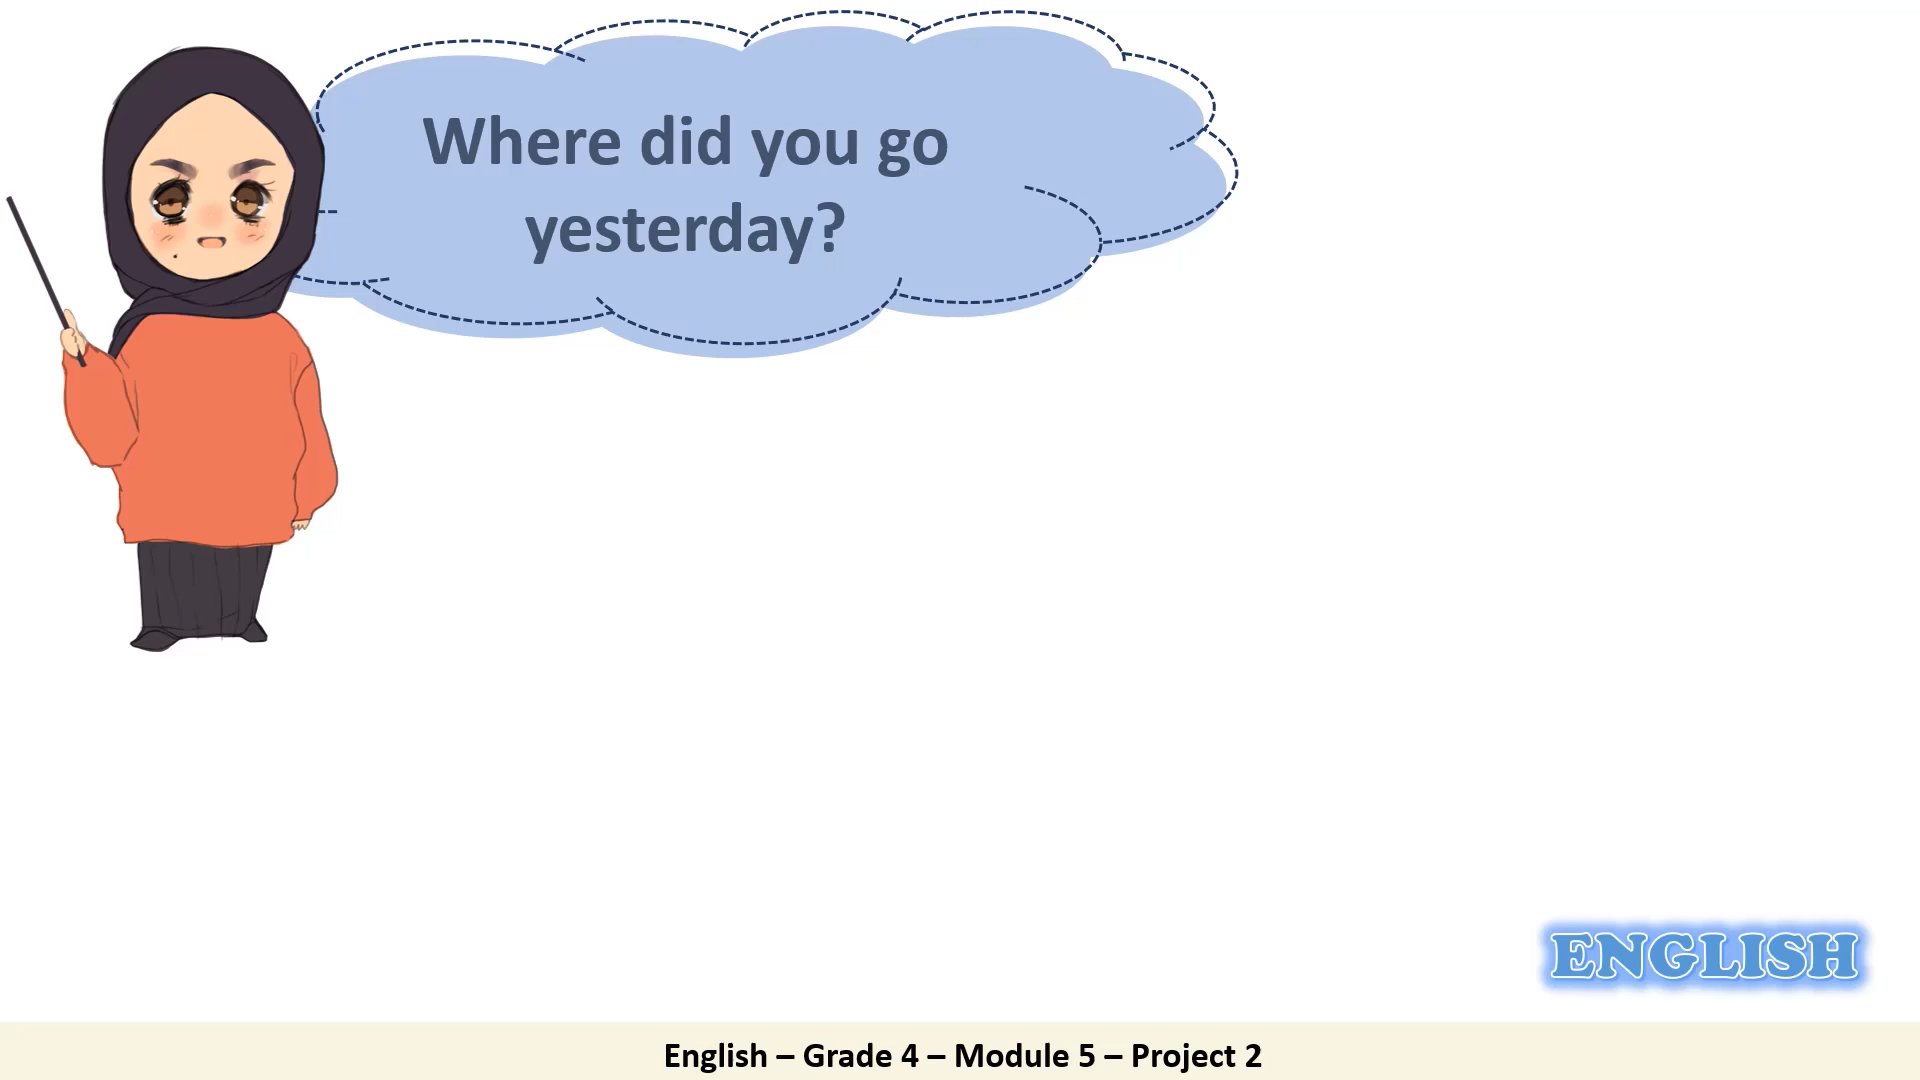 Where did you go
yesterday?
ENGLISH
English – Grade 4 – Module 5 – Project 2